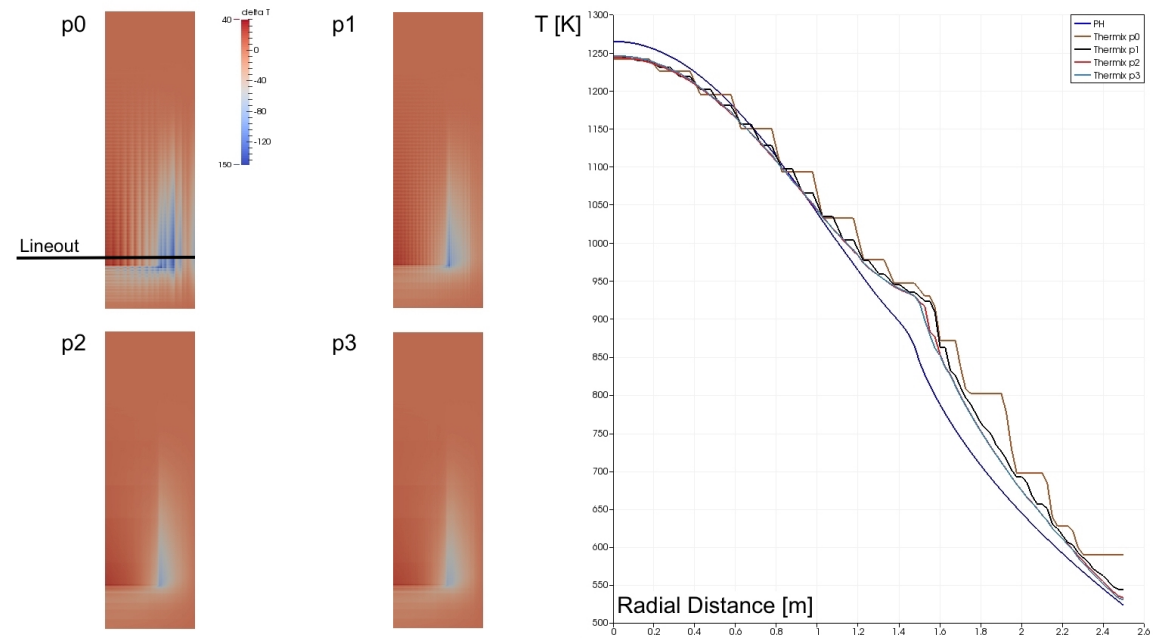 p0
delta T
40
0
-40
-80
-120
150
p1
Lineout
p2
p3
T [K]
1300
1250
1200
1150
1100
1050
1000
950
900
850
800
750
700
650
600
550
500
PH
Thermix p0
Thermix p1
Thermix p2
Thermix p3
Radial Distance [m]
0 0.2 0.4 0.6 0.8 1 1.2 1.4 1.6 1.8 2 2.2 2.4 2.6